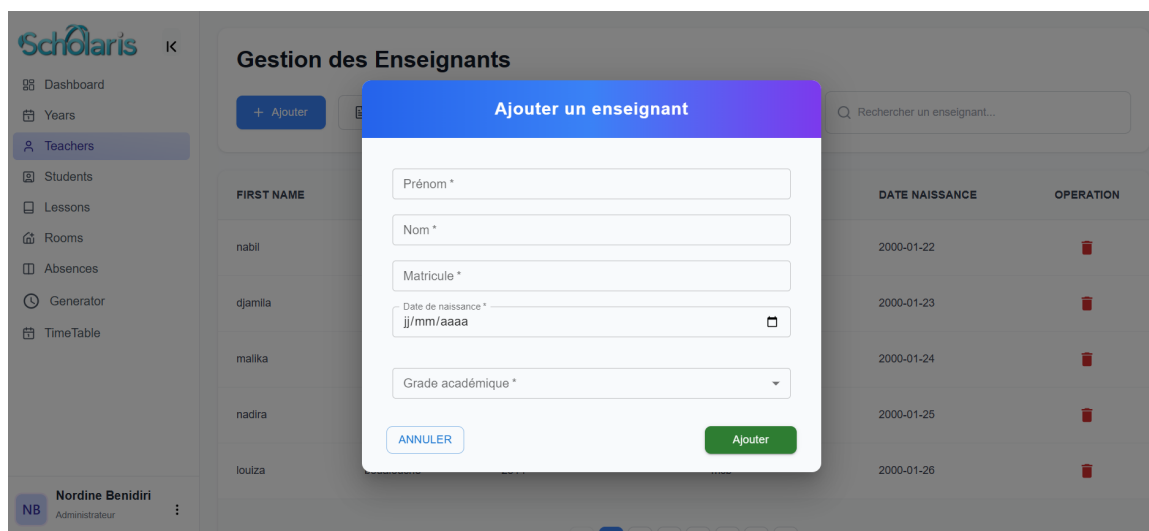 Scholaris
Dashboard
Years
Teachers
Students
Lessons
Rooms
Absences
Generator
TimeTable
NB
Nordine Benidiri
Administrateur
Gestion des Enseignants
+ Ajouter
Rechercher un enseignant...
FIRST NAME
DATE NAISSANCE
OPERATION
nabil
2000-01-22
djamila
2000-01-23
malika
2000-01-24
nadira
2000-01-25
louiza
2000-01-26
Ajouter un enseignant
Prénom *
Nom *
Matricule *
Date de naissance *
jj/mm/aaaa
Grade académique *
ANNULER
Ajouter